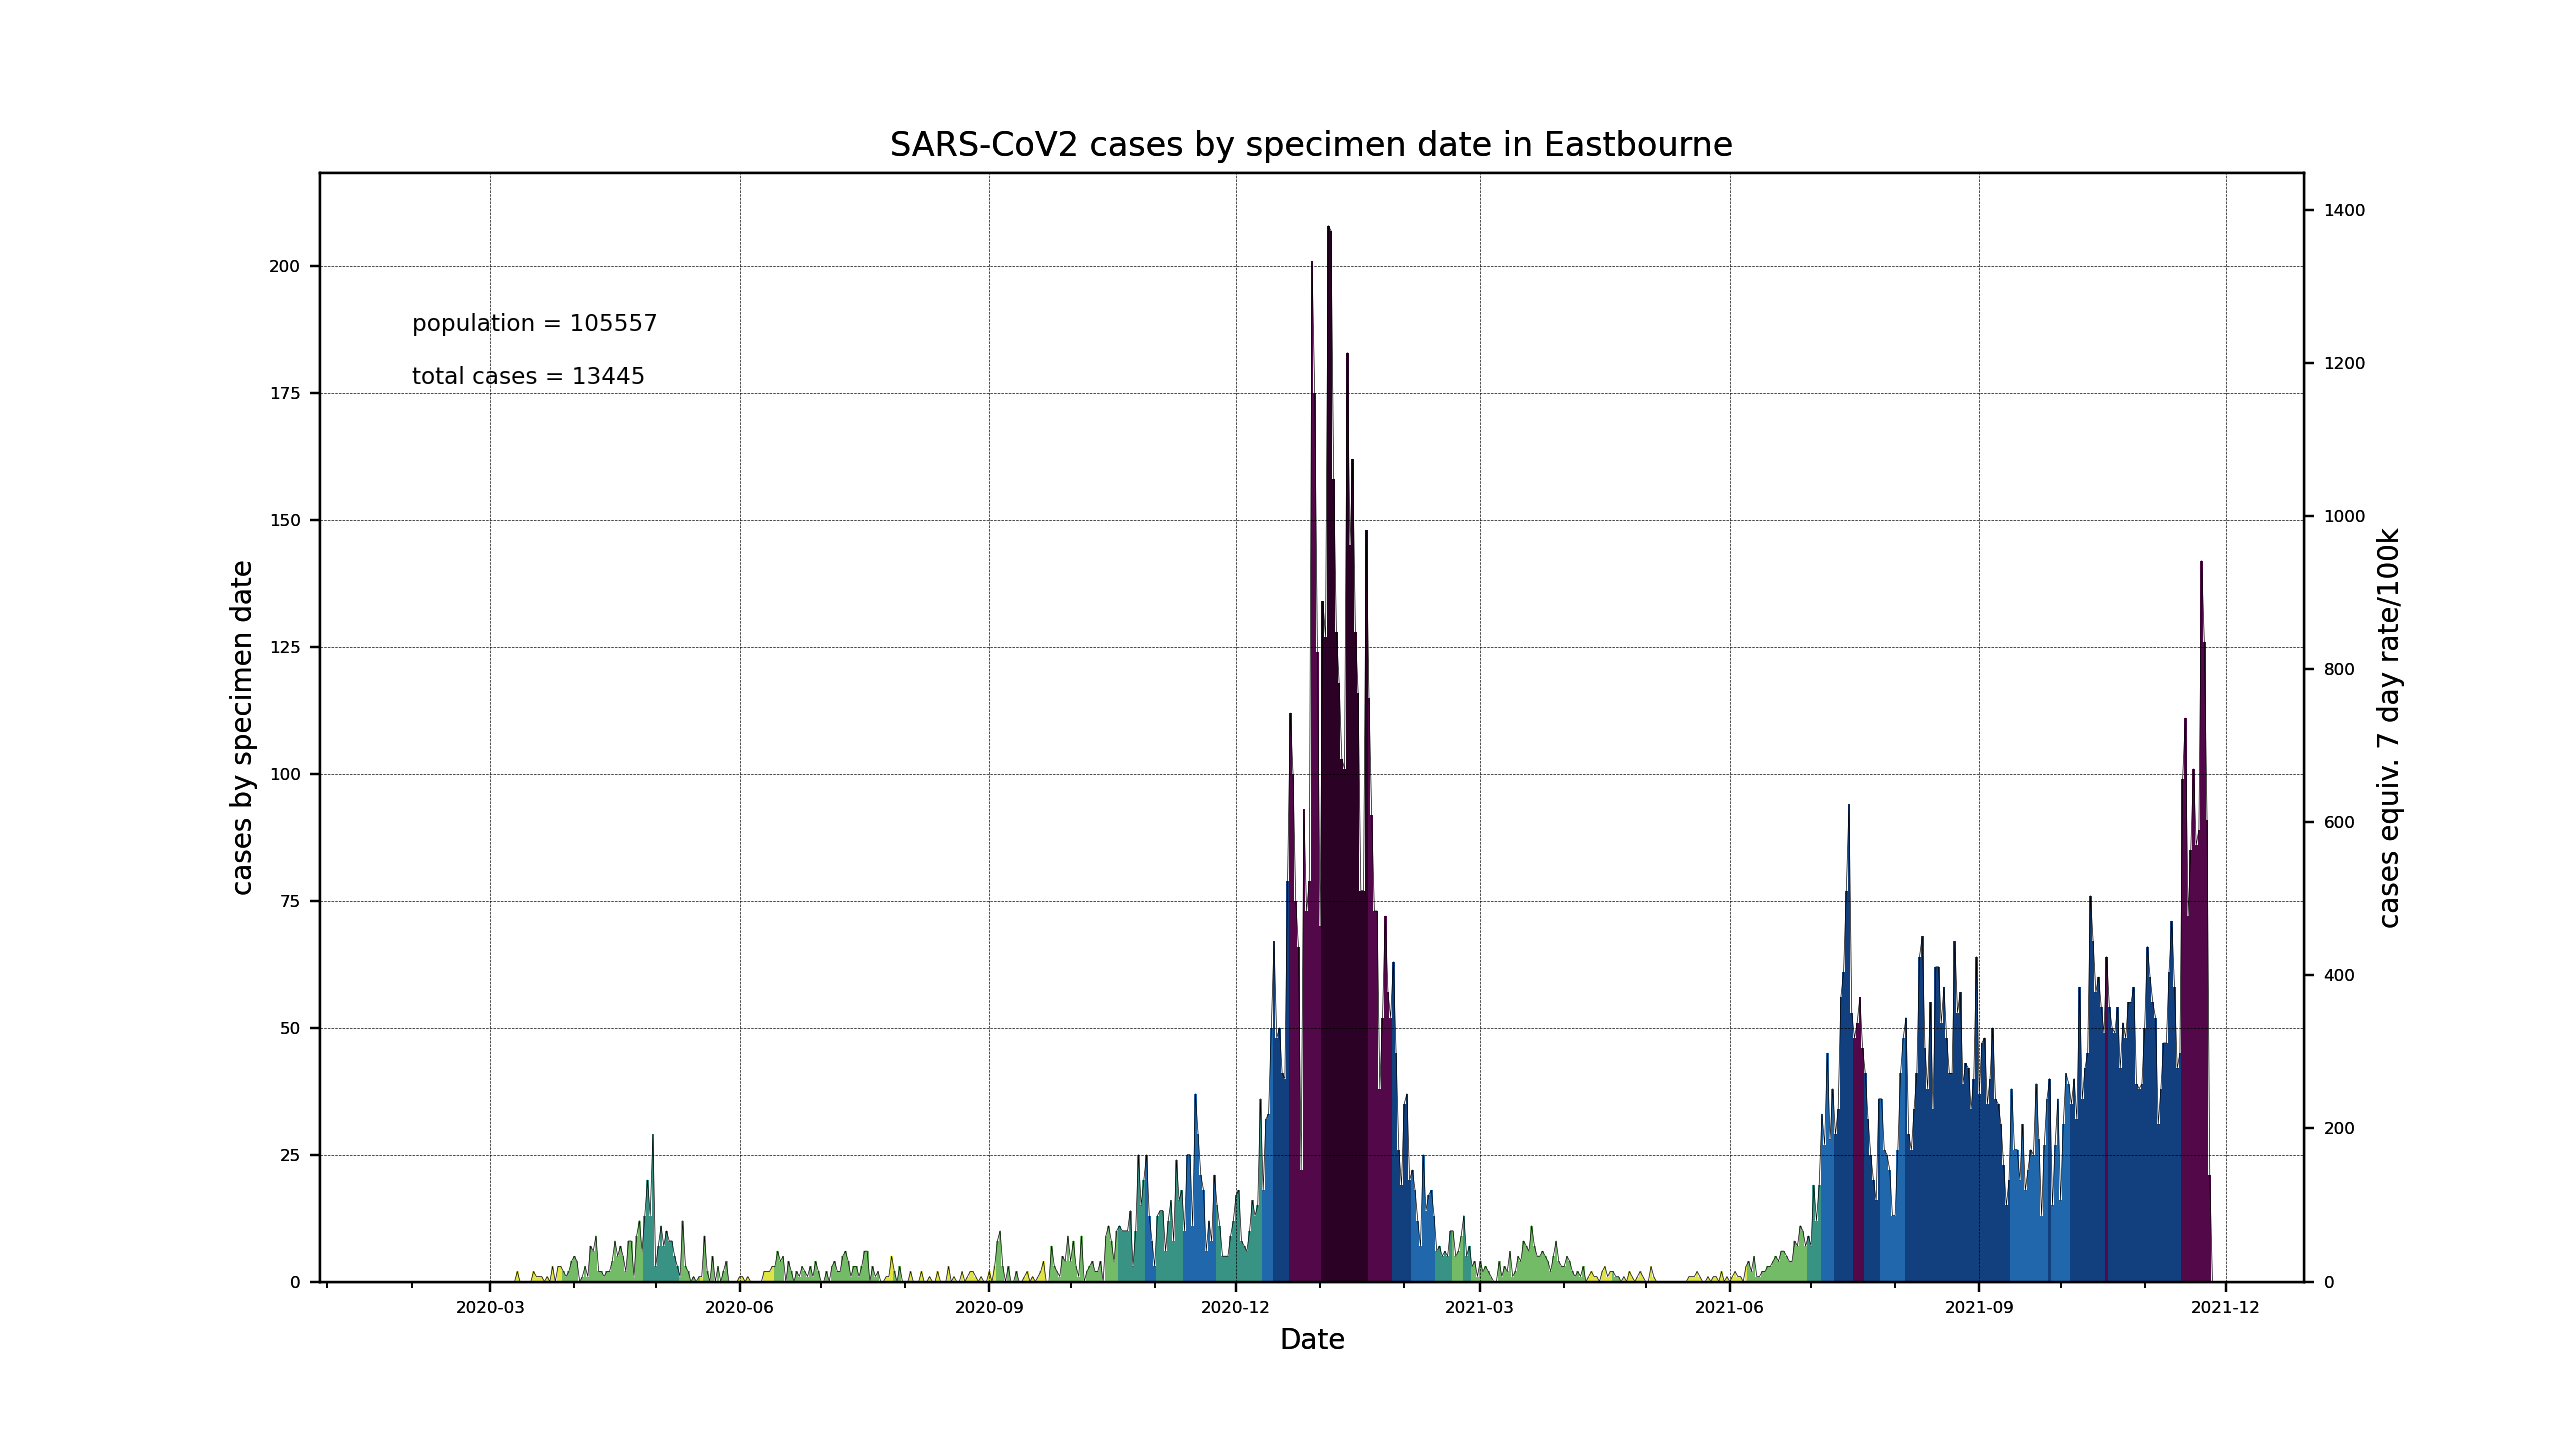 SARS-CoV2 cases by specimen date in Eastbourne
population = 105557
total cases = 13445
cases by specimen date
200
175
150
125
100
75
50
25
0
1400
1200
1000
800
600
400
200
0
cases equiv. 7 day rate/100k
2020-03 2020-06 2020-09 2020-12 2021-03 2021-06 2021-09 2021-12
Date